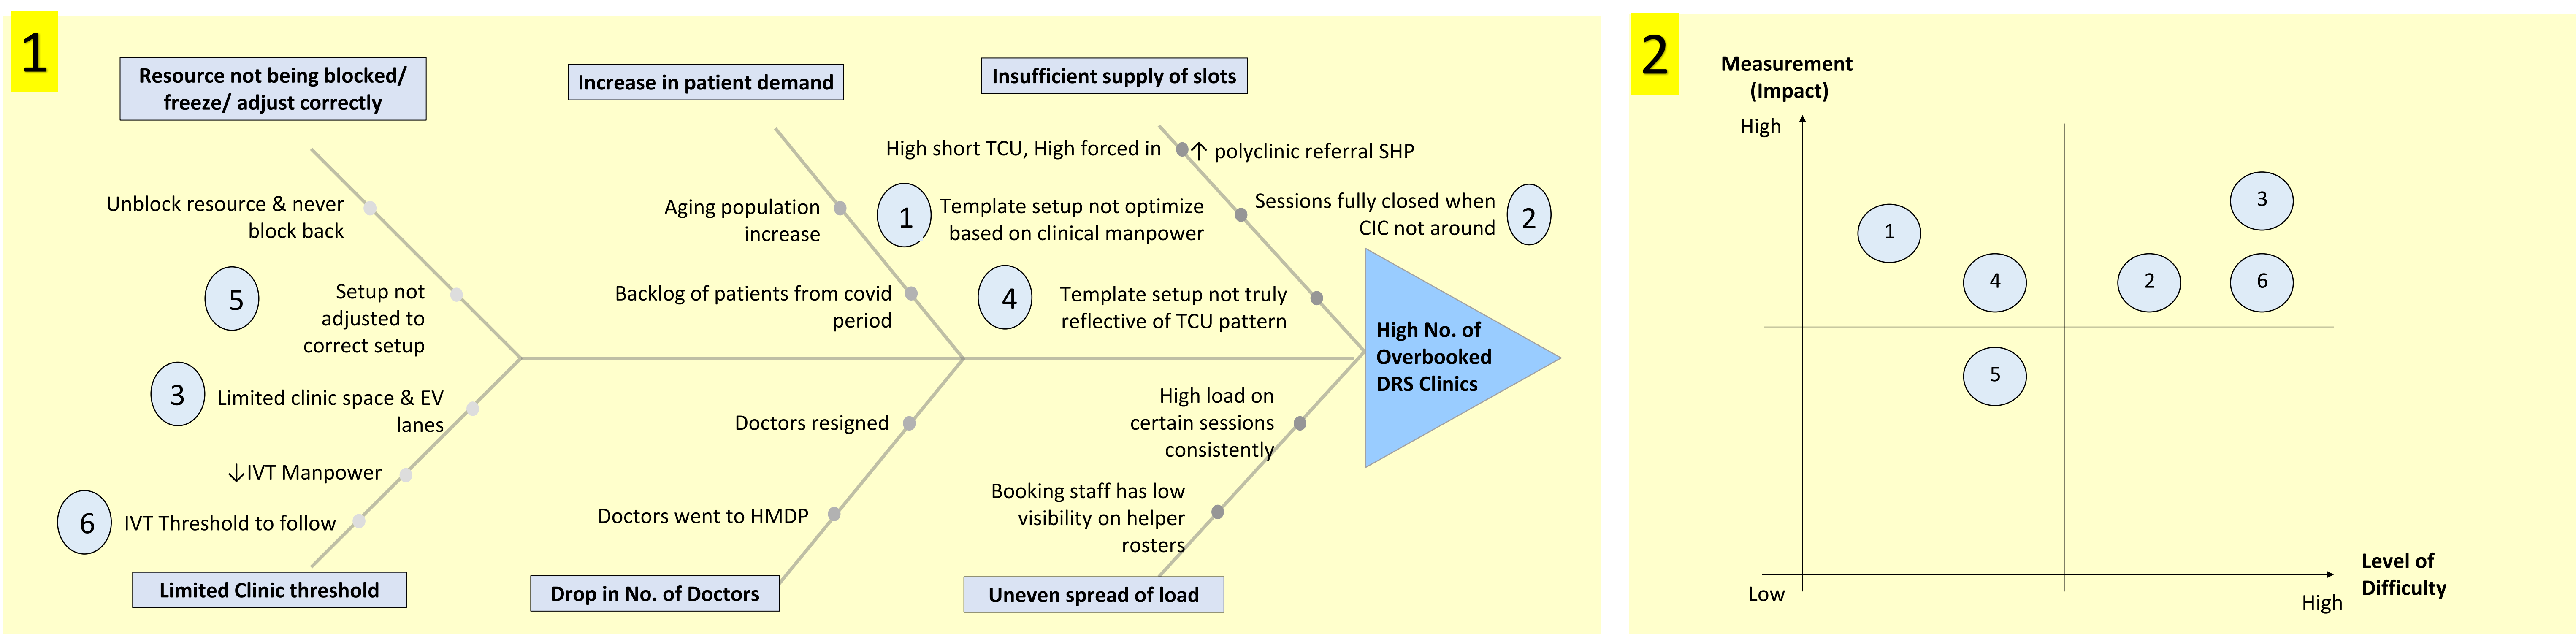 1
Resource not being blocked/
freeze/ adjust correctly
Increase in patient demand
Insufficient supply of slots
High short TCU, High forced in
↑ polyclinic referral SHP
Unblock resource & never
block back
Aging population
increase
1
Template setup not optimize
based on clinical manpower
Sessions fully closed when
CIC not around
2
5
Setup not
adjusted to
correct setup
Backlog of patients from covid
period
4
Template setup not truly
reflective of TCU pattern
High No. of
Overbooked
DRS Clinics
3
Limited clinic space & EV
lanes
↓IVT Manpower
6
IVT Threshold to follow
Doctors resigned
Doctors went to HMDP
High load on
certain sessions
consistently
Booking staff has low
visibility on helper
rosters
Limited Clinic threshold
Drop in No. of Doctors
Uneven spread of load
2
Measurement
(Impact)
High
3
1
4
2
6
5
Low
High
Level of
Difficulty